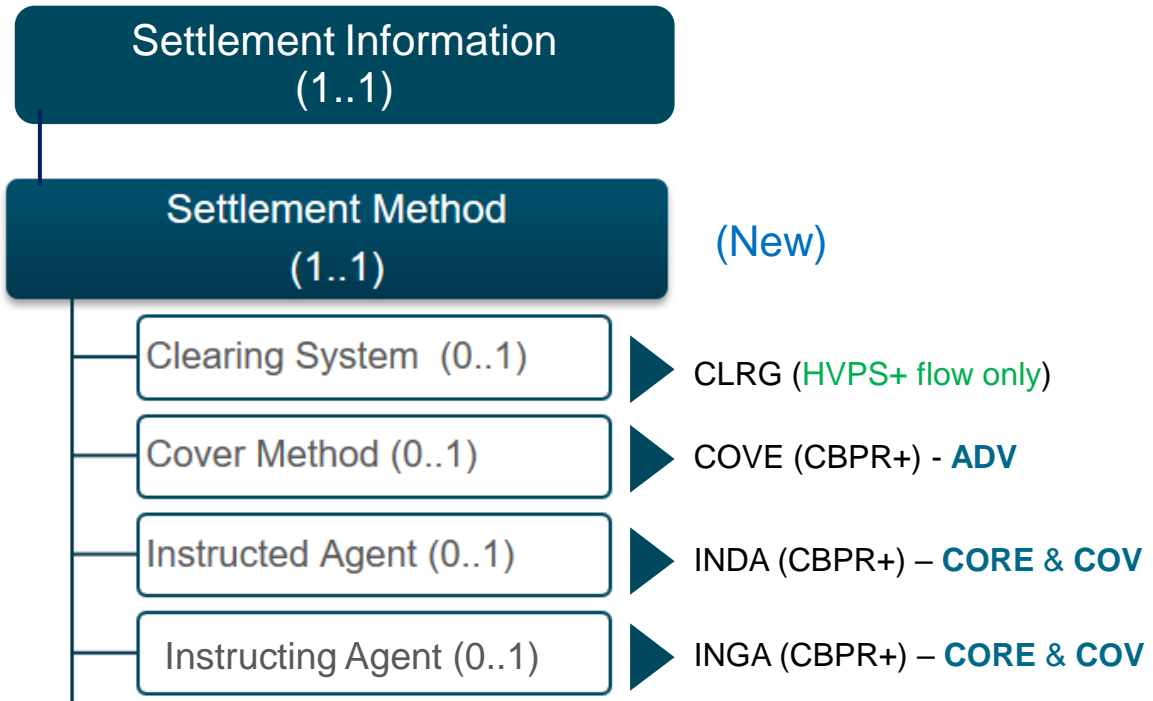 Settlement Information
(1..1)
Settlement Method
(1..1)
(New)
Clearing System (0..1)
CLRG (HVPS+ flow only)
Cover Method (0..1)
COVE (CBPR+) - ADV
Instructed Agent (0..1)
INDA (CBPR+) – CORE & COV
Instructing Agent (0..1)
INGA (CBPR+) – CORE & COV